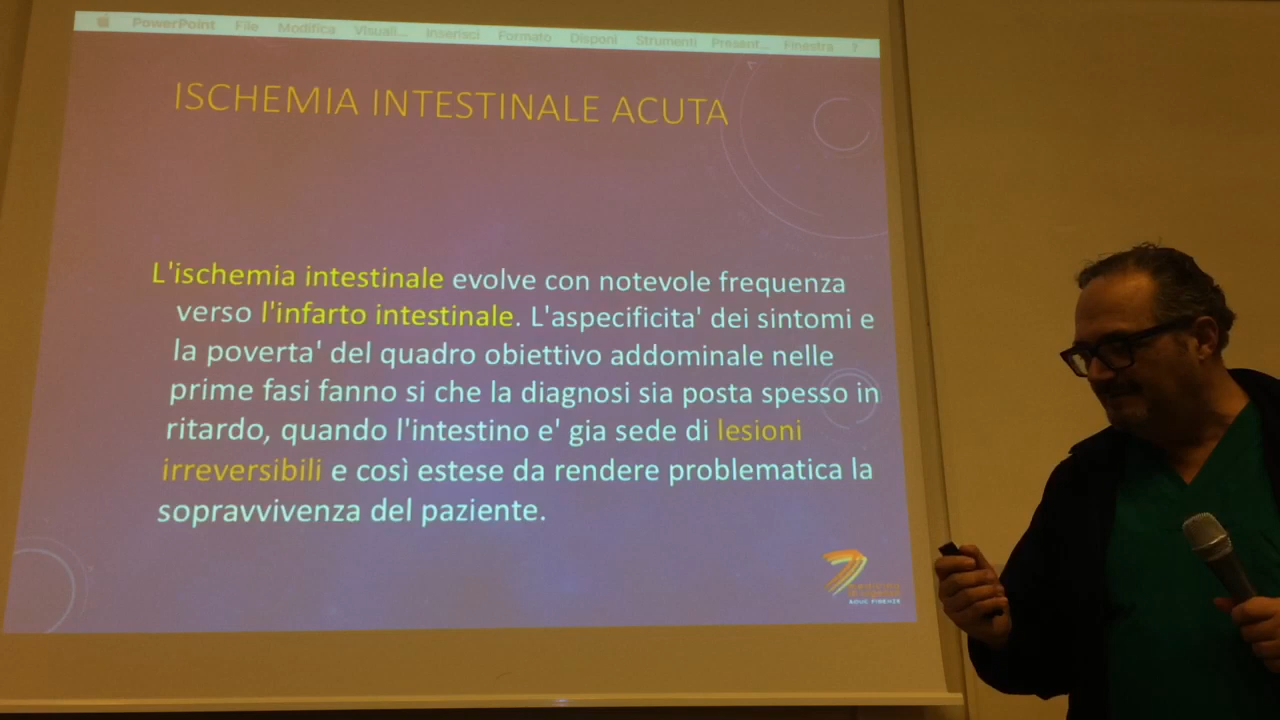 PowerPoint File Modifica Visuali... Inserisci Formato Disponi Strumenti Present... Finestra ?
ISCHEMIA INTESTINALE ACUTA
L'ischemia intestinale evolve con notevole frequenza
verso l'infarto intestinale. L'aspecificita' dei sintomi e
la poverta' del quadro obiettivo addominale nelle
prime fasi fanno si che la diagnosi sia posta spesso in
ritardo, quando l'intestino e' gia sede di lesioni
irreversibili e così estese da rendere problematica la
sopravvivenza del paziente.
AOUC FIRENZE